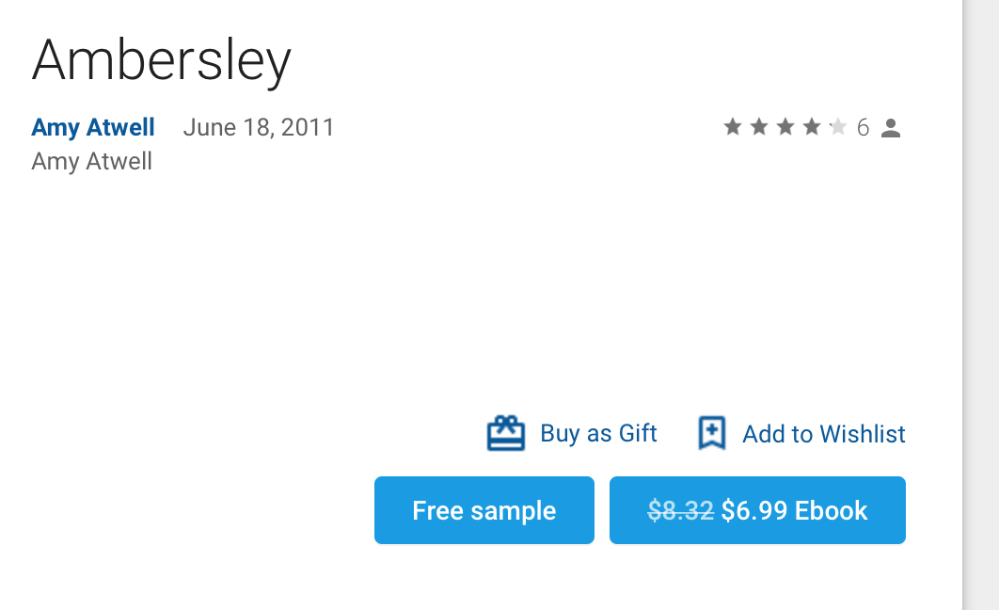 Ambersley
Amy Atwell June 18, 2011 6
Amy Atwell
Buy as Gift Add to Wishlist
Free sample $8.32 $6.99 Ebook